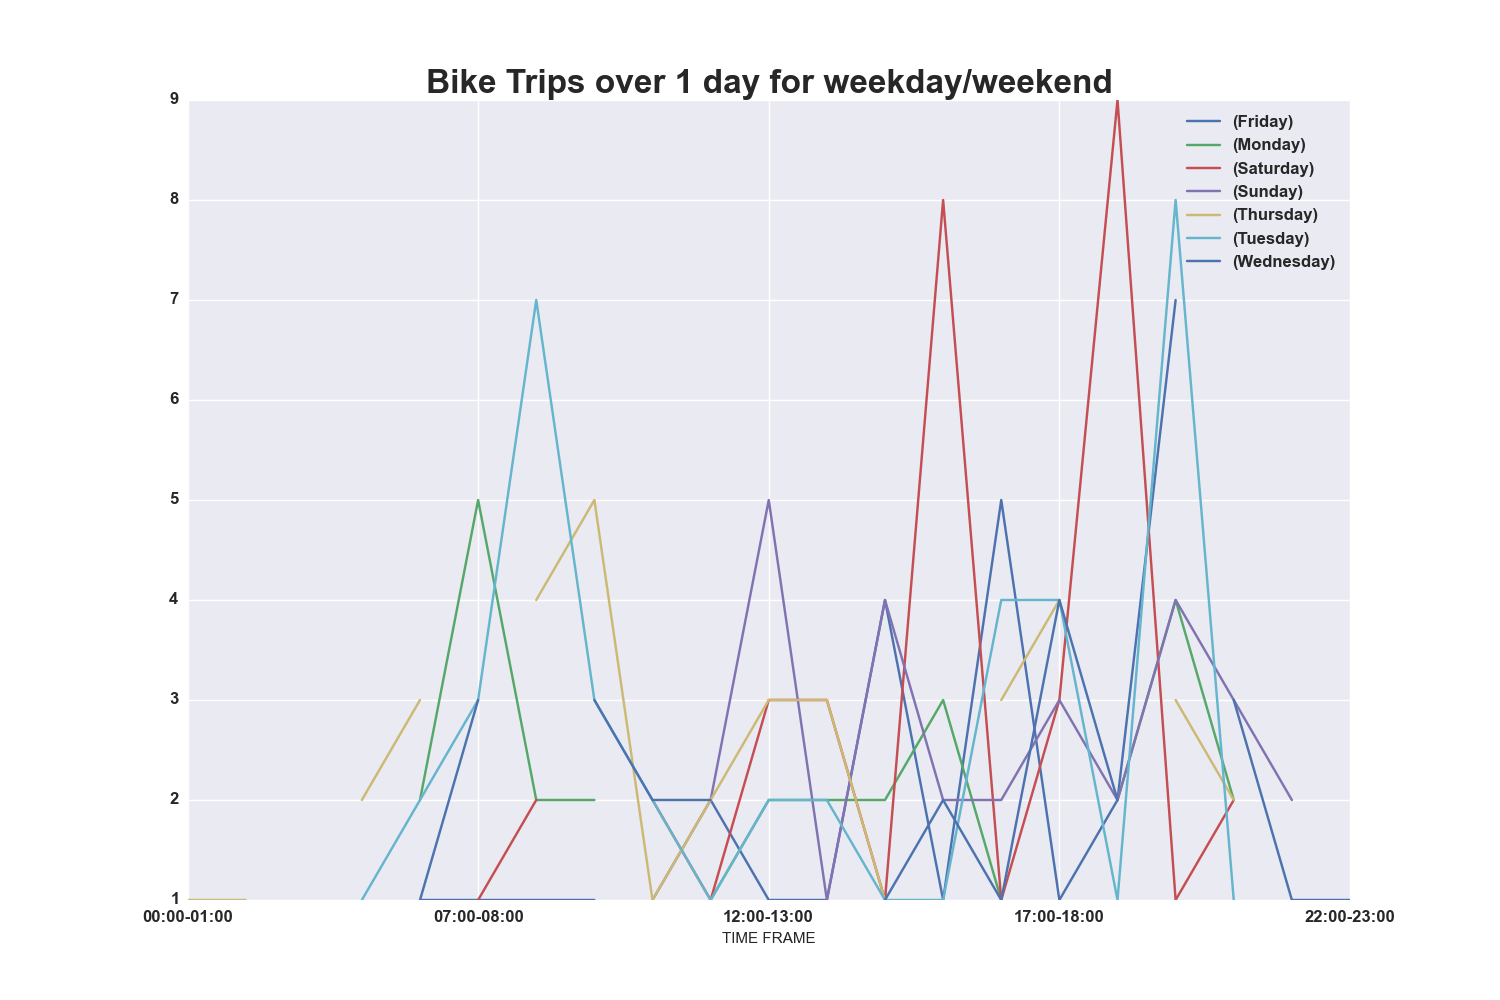 Bike Trips over 1 day for weekday/weekend
9
8
7
6
5
4
3
2
1
(Friday)
(Monday)
(Saturday)
(Sunday)
(Thursday)
(Tuesday)
(Wednesday)
00:00-01:00 07:00-08:00 12:00-13:00 17:00-18:00 22:00-23:00
TIME FRAME